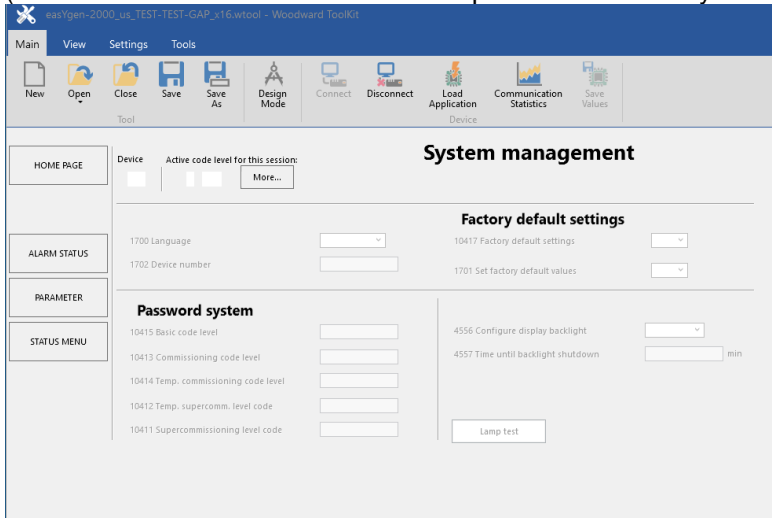 easYgen-2000_us_TEST-TEST-GAP_x16.wtool - Woodward ToolKit
Main View Settings Tools
New Open Close Save Save As Design Mode Connect Disconnect Load Application Communication Statistics Save Values
Tool Device
HOME PAGE
Device Active code level for this session:
More...
System management
Factory default settings
1700 Language
10417 Factory default settings
ALARM STATUS
1702 Device number
1701 Set factory default values
PARAMETER
Password system
STATUS MENU
10415 Basic code level
4556 Configure display backlight
10413 Commissioning code level
4557 Time until backlight shutdown min
10414 Temp. commissioning code level
10412 Temp. supercomm. level code
10411 Supercommissioning level code
Lamp test